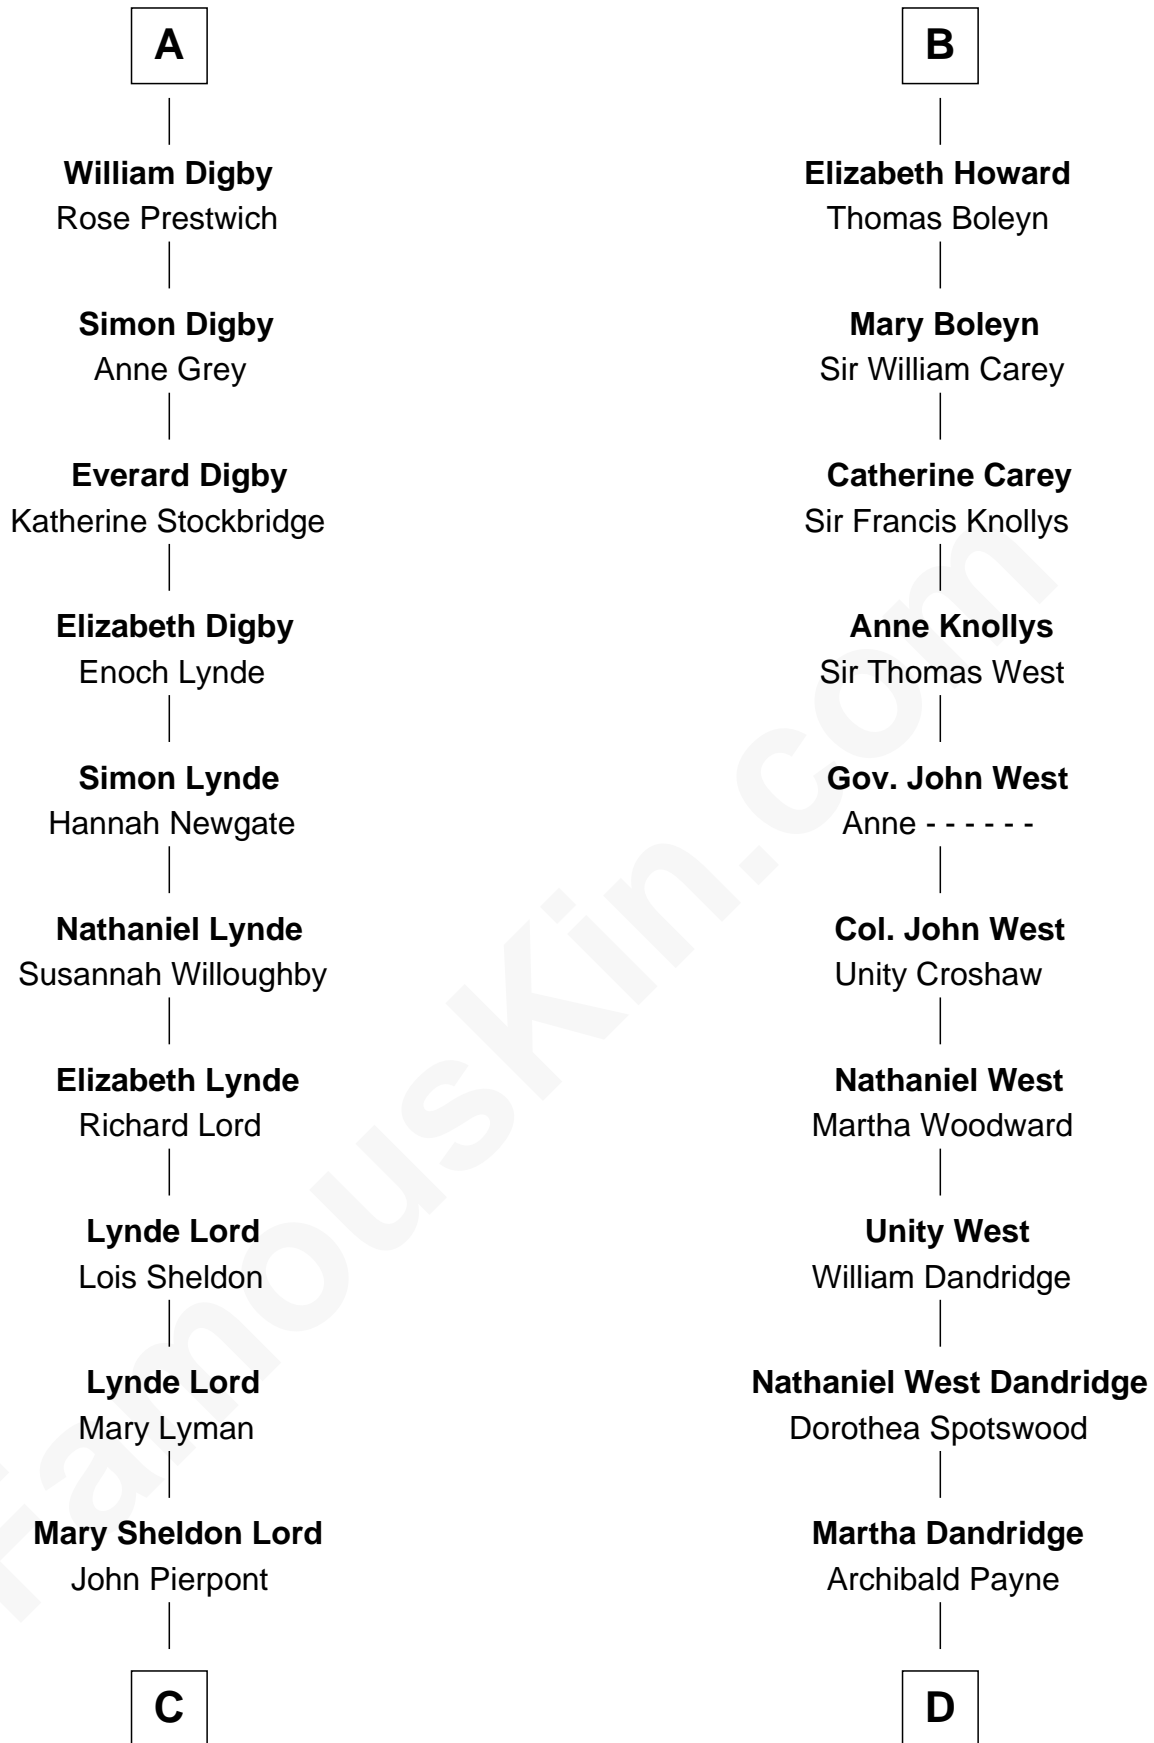 A
William Digby
Rose Prestwich
Simon Digby
Anne Grey
Everard Digby
Katherine Stockbridge
Elizabeth Digby
Enoch Lynde
Simon Lynde
Hannah Newgate
Nathaniel Lynde
Susannah Willoughby
Elizabeth Lynde
Richard Lord
Lynde Lord
Lois Sheldon
Lynde Lord
Mary Lyman
Mary Sheldon Lord
John Pierpont
C
B
Elizabeth Howard
Thomas Boleyn
Mary Boleyn
Sir William Carey
Catherine Carey
Sir Francis Knollys
Anne Knollys
Sir Thomas West
Gov. John West
Anne - - - - - -
Col. John West
Unity Croshaw
Nathaniel West
Martha Woodward
Unity West
William Dandridge
Nathaniel West Dandridge
Dorothea Spotswood
Martha Dandridge
Archibald Payne
D
FamousKin.com